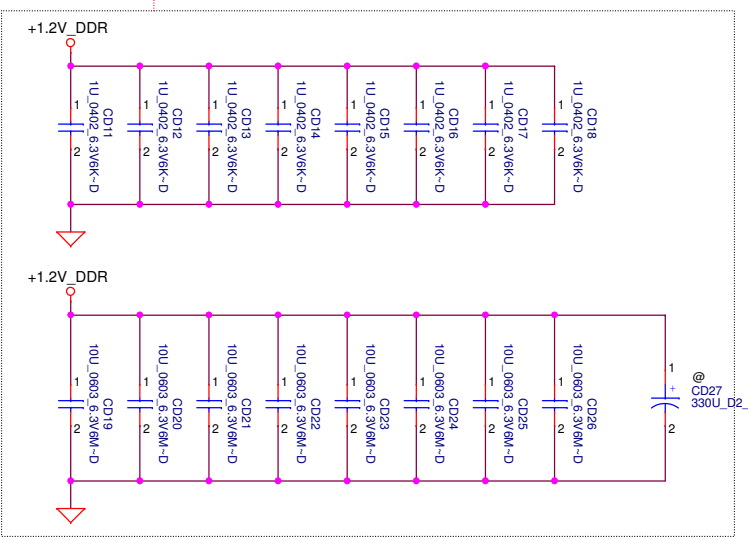 +1.2V_DDR
1
2
CD11
1U_0402_6.3V6K~D
1
2
CD12
1U_0402_6.3V6K~D
1
2
CD13
1U_0402_6.3V6K~D
1
2
CD14
1U_0402_6.3V6K~D
1
2
CD15
1U_0402_6.3V6K~D
1
2
CD16
1U_0402_6.3V6K~D
1
2
CD17
1U_0402_6.3V6K~D
1
2
CD18
1U_0402_6.3V6K~D
+1.2V_DDR
1
2
CD19
10U_0603_6.3V6M~D
1
2
CD20
10U_0603_6.3V6M~D
1
2
CD21
10U_0603_6.3V6M~D
1
2
CD22
10U_0603_6.3V6M~D
1
2
CD23
10U_0603_6.3V6M~D
1
2
CD24
10U_0603_6.3V6M~D
1
2
CD25
10U_0603_6.3V6M~D
1
2
CD26
10U_0603_6.3V6M~D
1
+
2
@
CD27
330U_D2_